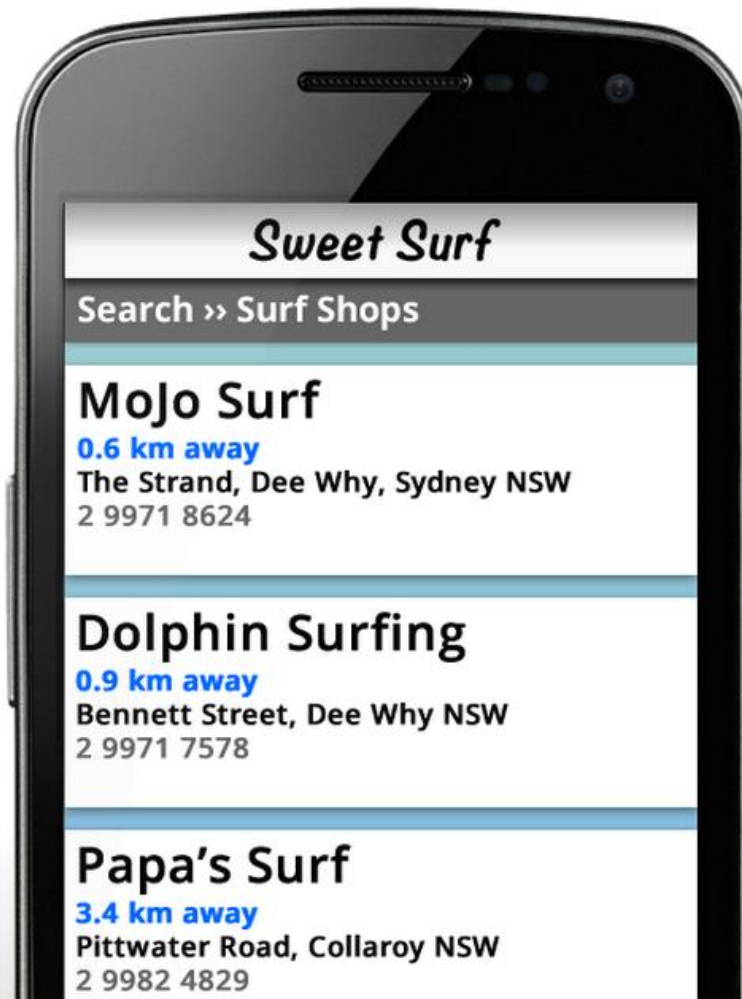 Sweet Surf
Search ›› Surf Shops
MoJo Surf
0.6 km away
The Strand, Dee Why, Sydney NSW
2 9971 8624
Dolphin Surfing
0.9 km away
Bennett Street, Dee Why NSW
2 9971 7578
Papa’s Surf
3.4 km away
Pittwater Road, Collaroy NSW
2 9982 4829